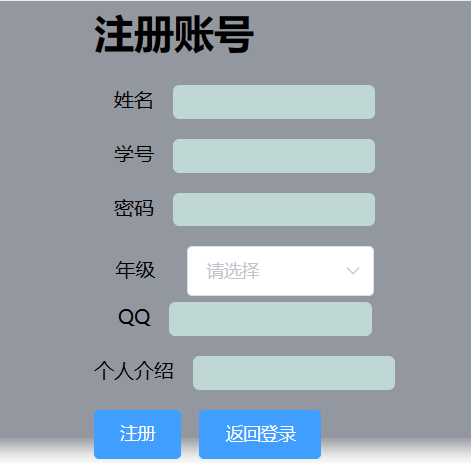 注册账号
姓名
学号
密码
年级 请选择
QQ
个人介绍
注册 返回登录